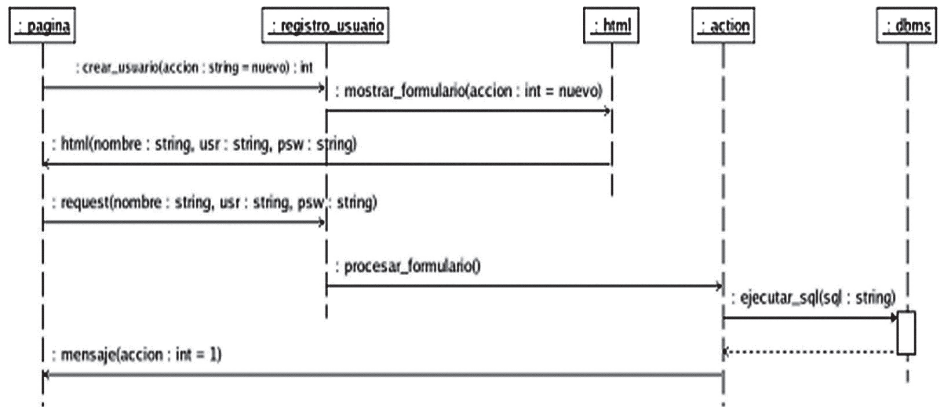 : pagina
: registro_usuario
: html
: action
: dbms
: crear_usuario(accion : string = nuevo) : int
: mostrar_formulario(accion : int = nuevo)
: html(nombre : string, usr : string, psw : string)
: request(nombre : string, usr : string, psw : string)
: procesar_formulario()
: ejecutar_sql(sql : string)
: mensaje(accion : int = 1)